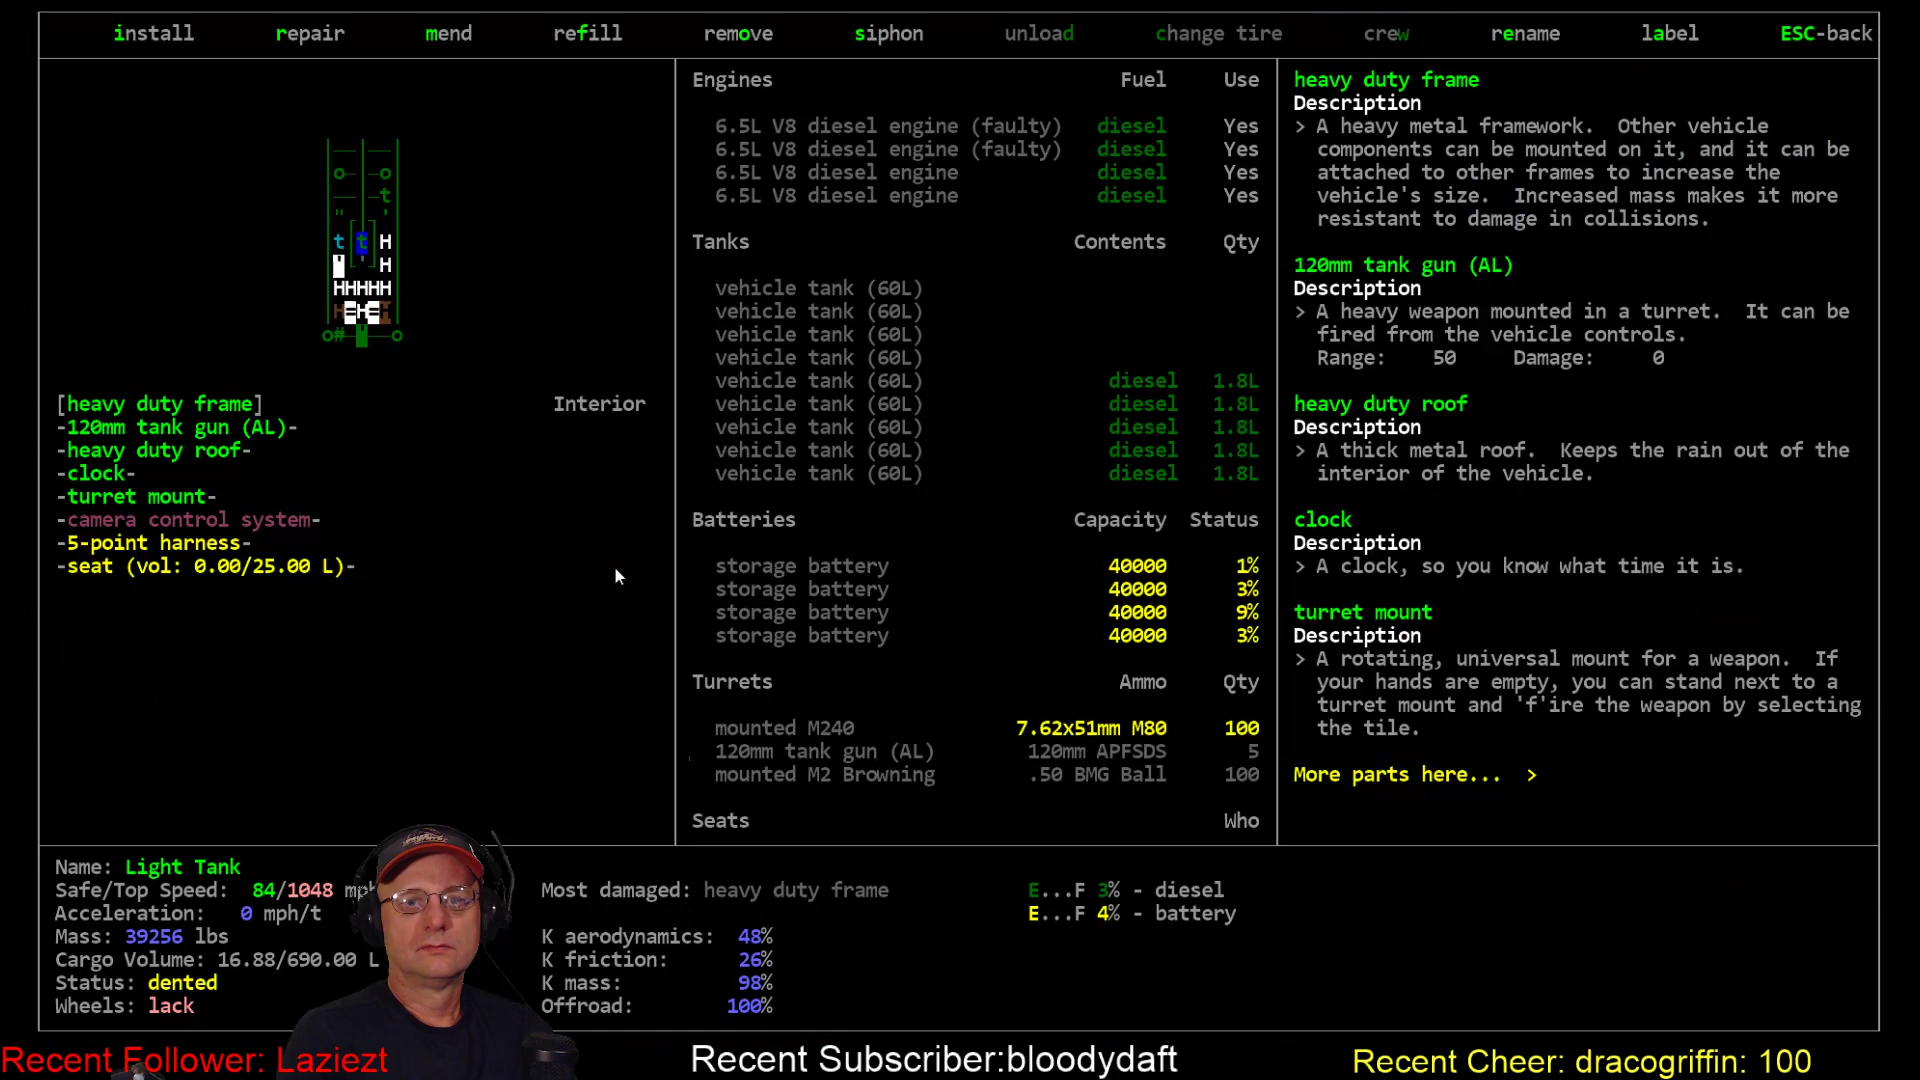 install repair mend refill remove siphon unload change tire crew rename label ESC-back
Engines Fuel Use
6.5L V8 diesel engine (faulty) diesel Yes
6.5L V8 diesel engine (faulty) diesel Yes
6.5L V8 diesel engine diesel Yes
6.5L V8 diesel engine diesel Yes
Tanks Contents Qty
vehicle tank (60L)
vehicle tank (60L)
vehicle tank (60L)
vehicle tank (60L)
vehicle tank (60L) diesel 1.8L
vehicle tank (60L) diesel 1.8L
vehicle tank (60L) diesel 1.8L
vehicle tank (60L) diesel 1.8L
vehicle tank (60L) diesel 1.8L
Batteries Capacity Status
storage battery 40000 1%
storage battery 40000 3%
storage battery 40000 9%
storage battery 40000 3%
Turrets Ammo Qty
mounted M240 7.62x51mm M80 100
120mm tank gun (AL) 120mm APFSDS 5
mounted M2 Browning .50 BMG Ball 100
Seats Who
[heavy duty frame] Interior
-120mm tank gun (AL)-
-heavy duty roof-
-clock-
-turret mount-
-camera control system-
-5-point harness-
-seat (vol: 0.00/25.00 L)-
heavy duty frame
Description
> A heavy metal framework. Other vehicle
components can be mounted on it, and it can be
attached to other frames to increase the
vehicle's size. Increased mass makes it more
resistant to damage in collisions.
120mm tank gun (AL)
Description
> A heavy weapon mounted in a turret. It can be
fired from the vehicle controls.
Range: 50 Damage: 0
heavy duty roof
Description
> A thick metal roof. Keeps the rain out of the
interior of the vehicle.
clock
Description
> A clock, so you know what time it is.
turret mount
Description
> A rotating, universal mount for a weapon. If
your hands are empty, you can stand next to a
turret mount and 'f'ire the weapon by selecting
the tile.
More parts here... >
Name: Light Tank
Safe/Top Speed: 84/1048
Acceleration: 0 mph/t
Mass: 39256 lbs
Cargo Volume: 16.88/690.00 L
Status: dented
Wheels: lack
Most damaged: heavy duty frame
K aerodynamics: 48%
K friction: 26%
K mass: 98%
Offroad: 100%
E...F 3% - diesel
E...F 4% - battery
Recent Follower: Laziezt
Recent Subscriber:bloodydaft
Recent Cheer: dracogriffin: 100